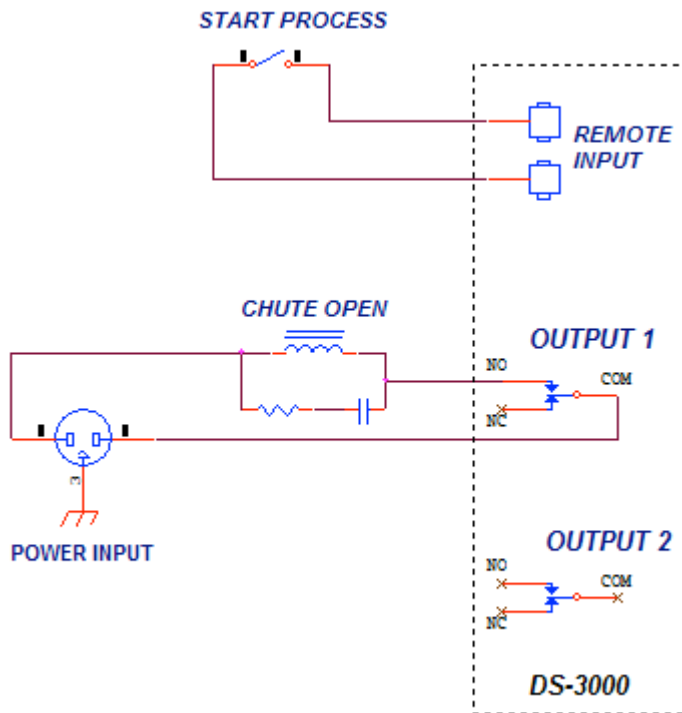 START PROCESS
REMOTE
INPUT
CHUTE OPEN
OUTPUT 1
NO
COM
NC
3
POWER INPUT
OUTPUT 2
NO
COM
NC
DS-3000